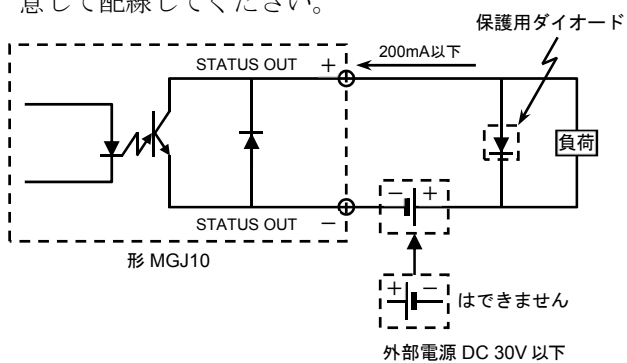 意して配線してください。
保護用ダイオード
200mA以下
STATUS OUT ＋
負荷
－ ＋
STATUS OUT －
形 MGJ10
＋ － はできません
外部電源 DC 30V 以下